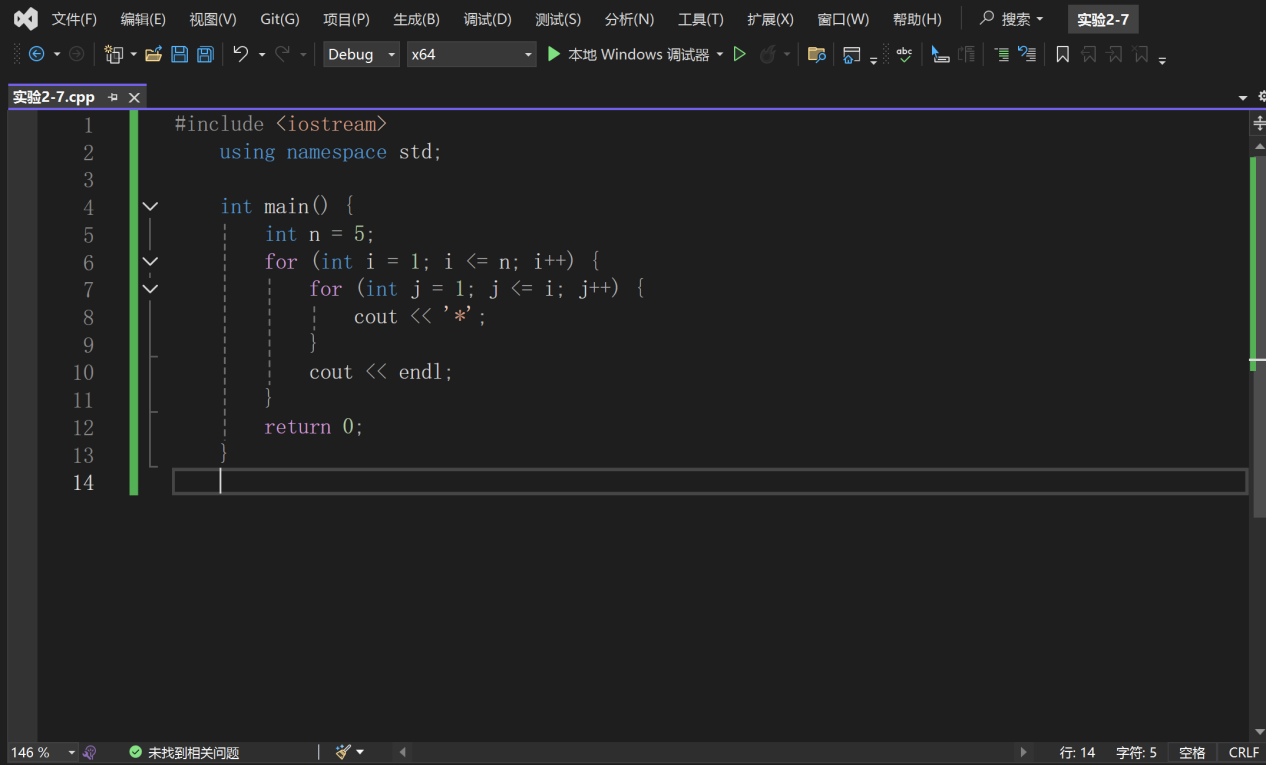 文件(F) 编辑(E) 视图(V) Git(G) 项目(P) 生成(B) 调试(D) 测试(S) 分析(N) 工具(T) 扩展(X) 窗口(W) 帮助(H) 搜索 实验2-7
Debug x64 本地 Windows 调试器 abc
实验2-7.cpp
1 #include <iostream>
2 using namespace std;
3
4 int main() {
5 int n = 5;
6 for (int i = 1; i <= n; i++) {
7 for (int j = 1; j <= i; j++) {
8 cout << '*';
9 }
10 cout << endl;
11 }
12 return 0;
13 }
14
146 % 未找到相关问题 行: 14 字符: 5 空格 CRLF